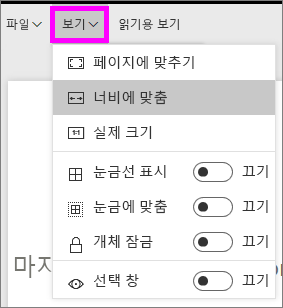 파일 보기 읽기용 보기
페이지에 맞추기
너비에 맞춤
실제 크기
눈금선 표시 끄기
눈금에 맞춤 끄기
개체 잠금 끄기
선택 창 끄기